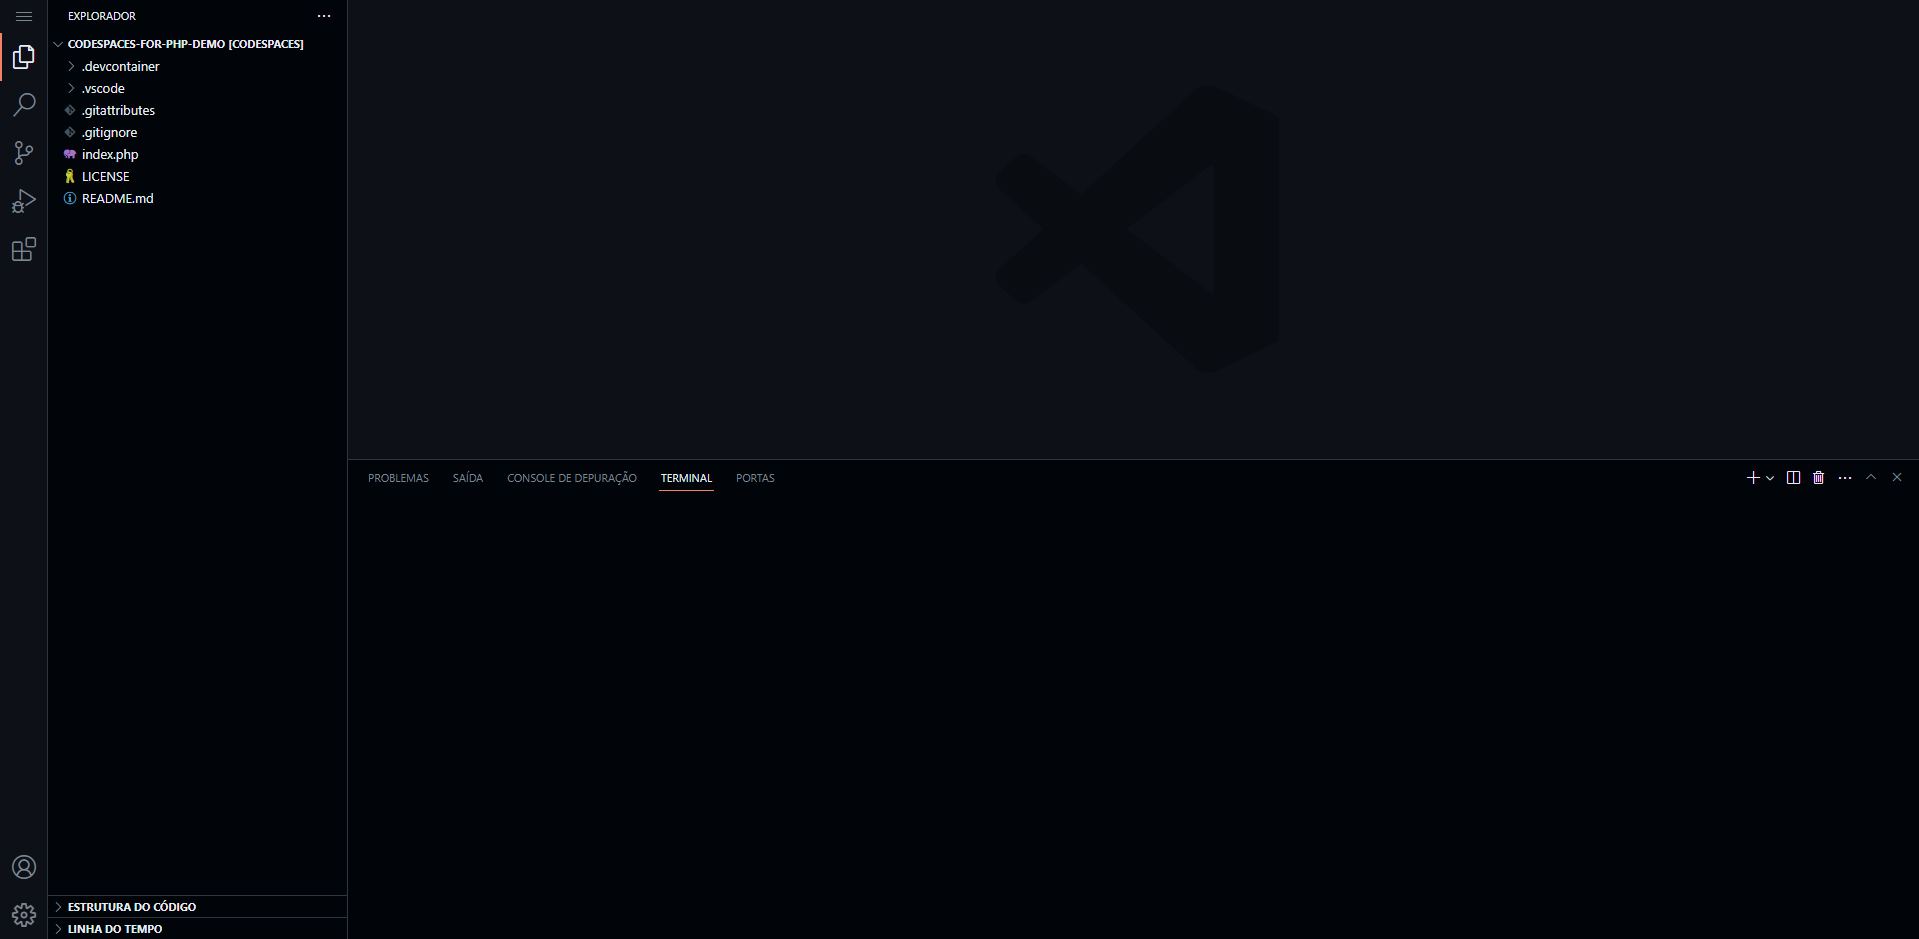 EXPLORADOR
CODESPACES-FOR-PHP-DEMO [CODESPACES]
.devcontainer
.vscode
.gitattributes
.gitignore
index.php
LICENSE
README.md
PROBLEMAS SAÍDA CONSOLE DE DEPURAÇÃO TERMINAL PORTAS
ESTRUTURA DO CÓDIGO
LINHA DO TEMPO